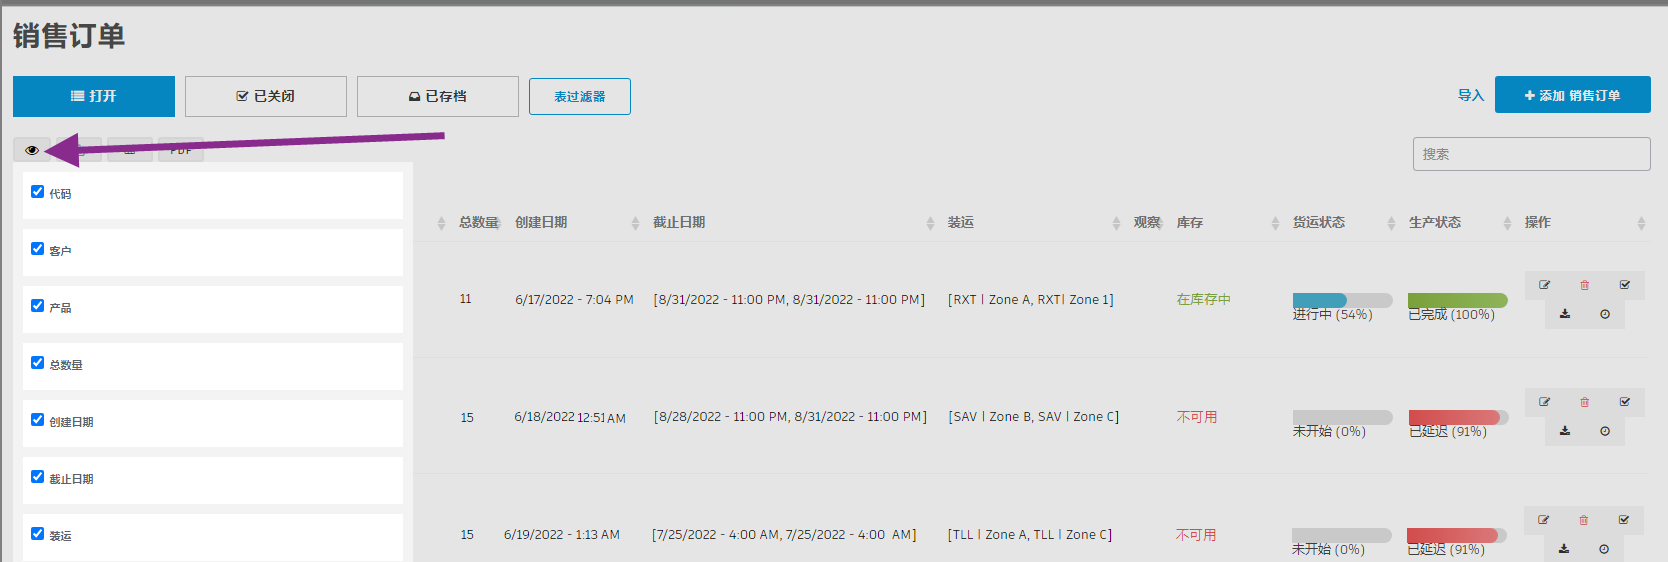 销售订单
打开 已关闭 已存档 表过滤器 导入 + 添加 销售订单
PDF 搜索
总数量 创建日期 截止日期 装运 观察 库存 货运状态 生产状态 操作
代码
客户
产品
总数量
创建日期
截止日期
装运
11 6/17/2022 - 7:04 PM [8/31/2022 - 11:00 PM, 8/31/2022 - 11:00 PM] [RXT | Zone A, RXT| Zone 1] 在库存中 进行中 (54%) 已完成 (100%)
15 6/18/2022 12:51 AM [8/28/2022 - 11:00 PM, 8/31/2022 - 11:00 PM] [SAV | Zone B, SAV | Zone C] 不可用 未开始 (0%) 已延迟 (91%)
15 6/19/2022 - 1:13 AM [7/25/2022 - 4:00 AM, 7/25/2022 - 4:00 AM] [TLL | Zone A, TLL | Zone C] 不可用 未开始 (0%) 已延迟 (91%)